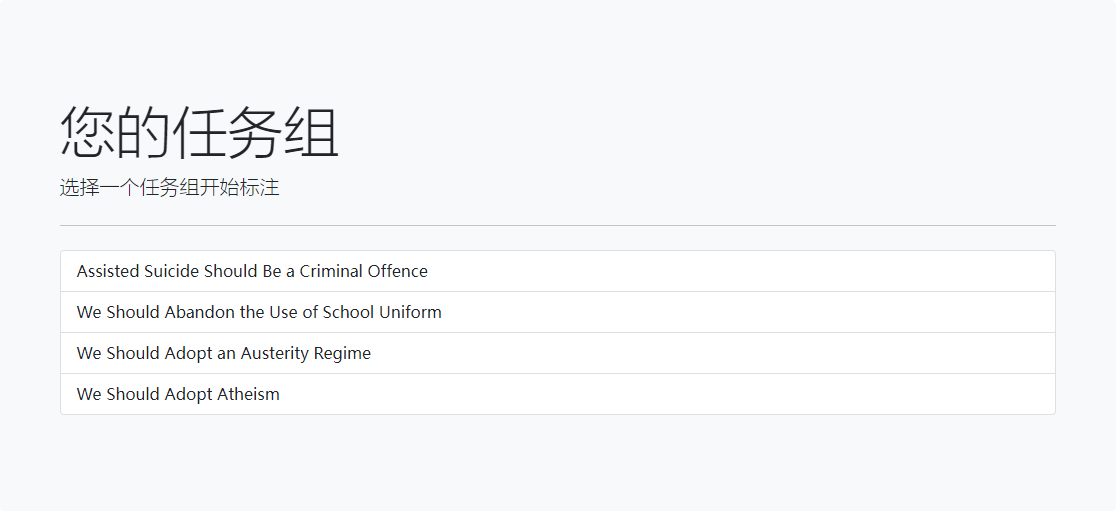 您的任务组
选择一个任务组开始标注
Assisted Suicide Should Be a Criminal Offence
We Should Abandon the Use of School Uniform
We Should Adopt an Austerity Regime
We Should Adopt Atheism